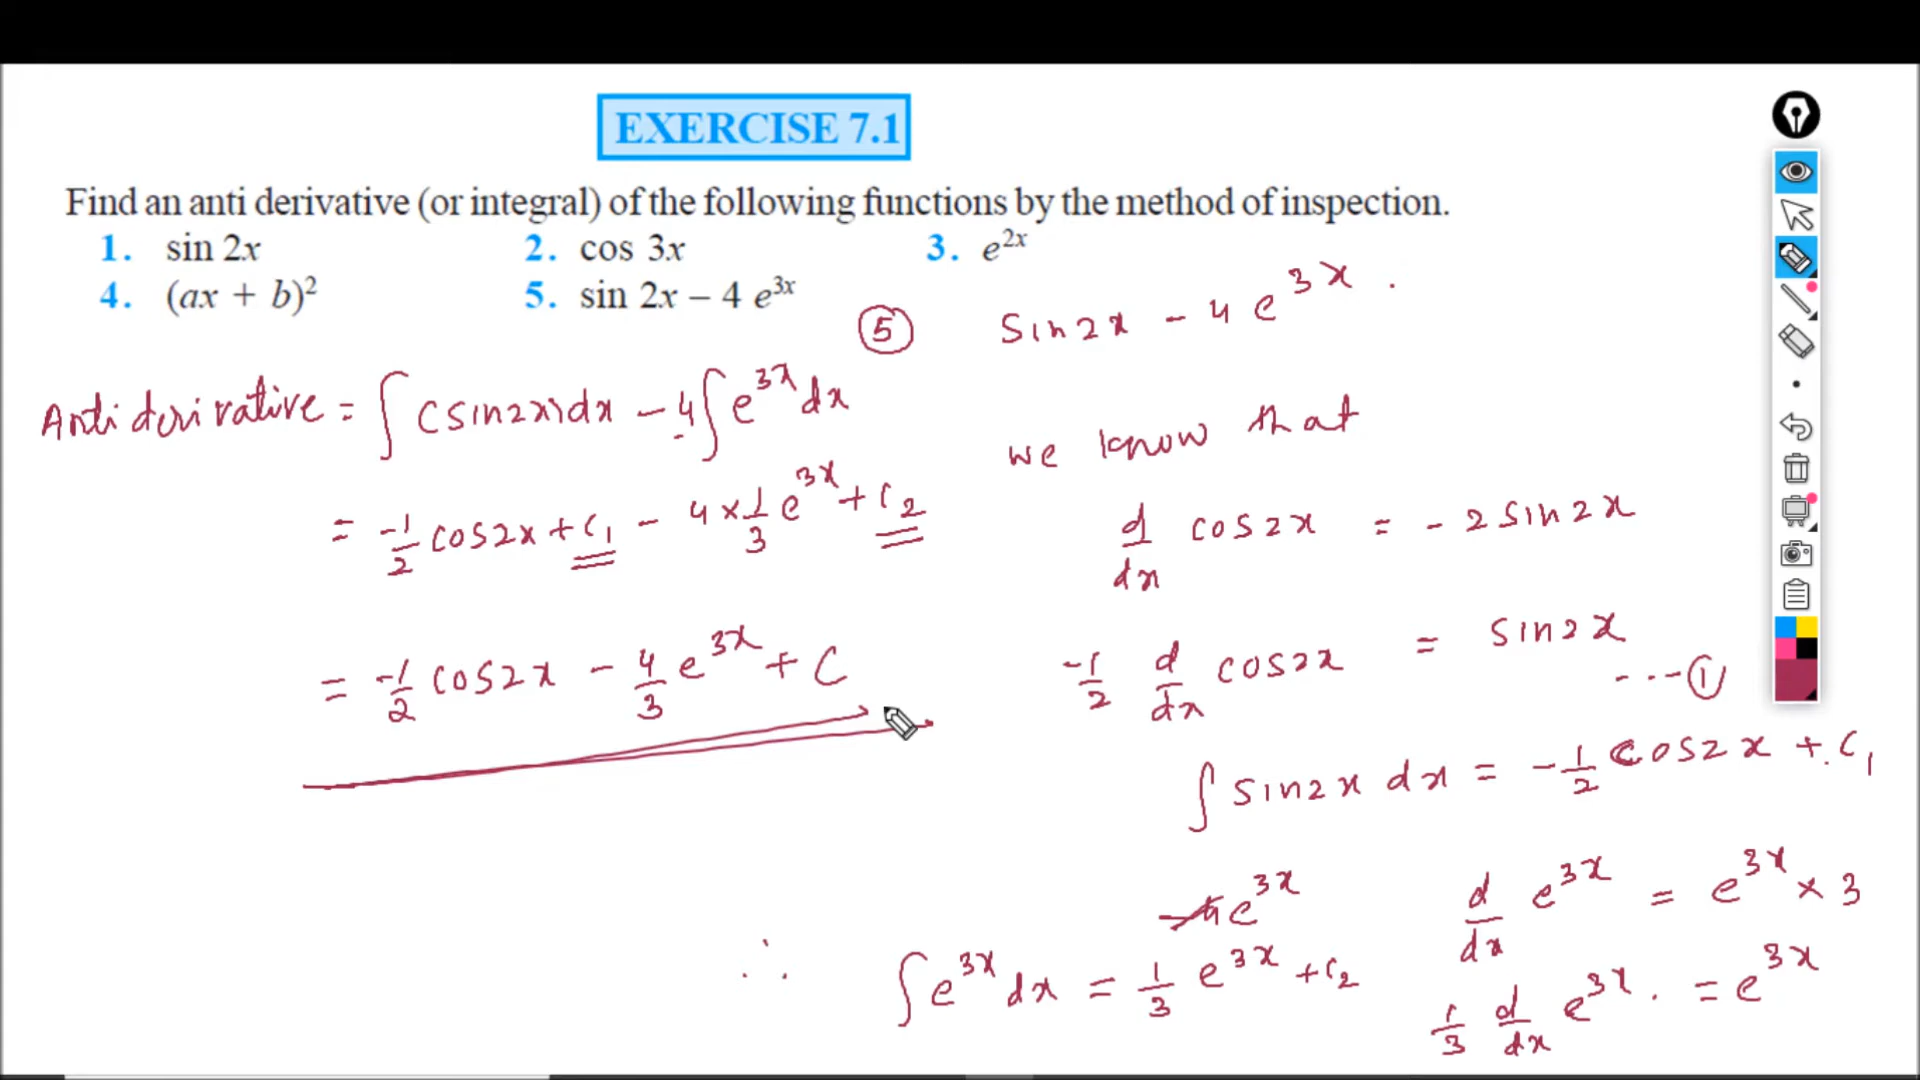 EXERCISE 7.1
Find an anti derivative (or integral) of the following functions by the method of inspection.
1. sin 2x 2. cos 3x 3. e^{2x}
4. (ax + b)² 5. sin 2x – 4 e^{3x}
⑤ Sin2x - 4 e^{3x} .
Anti derivative = ∫ (sin2x) dx - 4 ∫ e^{3x} dx
= -1/2 cos2x + C₁ - 4 × 1/3 e^{3x} + C₂
= -1/2 cos2x - 4/3 e^{3x} + C
we know that
d/dx cos2x = - 2 sin2x
-1/2 d/dx cos2x = sin2x ---①
∫ sin2x dx = -1/2 cos2x + C₁
-4e^{3x}
d/dx e^{3x} = e^{3x} × 3
1/3 d/dx e^{3x} . = e^{3x}
∴ ∫ e^{3x} dx = 1/3 e^{3x} + C₂